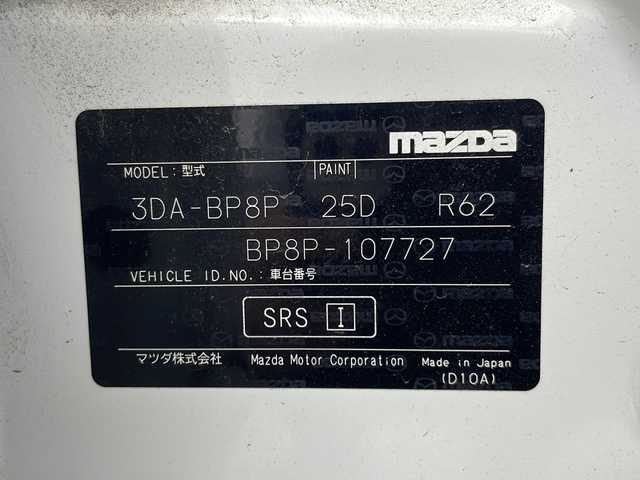 mazda
MODEL: 型式 PAINT
3DA-BP8P 25D R62
BP8P-107727
VEHICLE ID.NO.: 車台番号
SRS I
マツダ株式会社 Mazda Motor Corporation Made in Japan
(D10A)